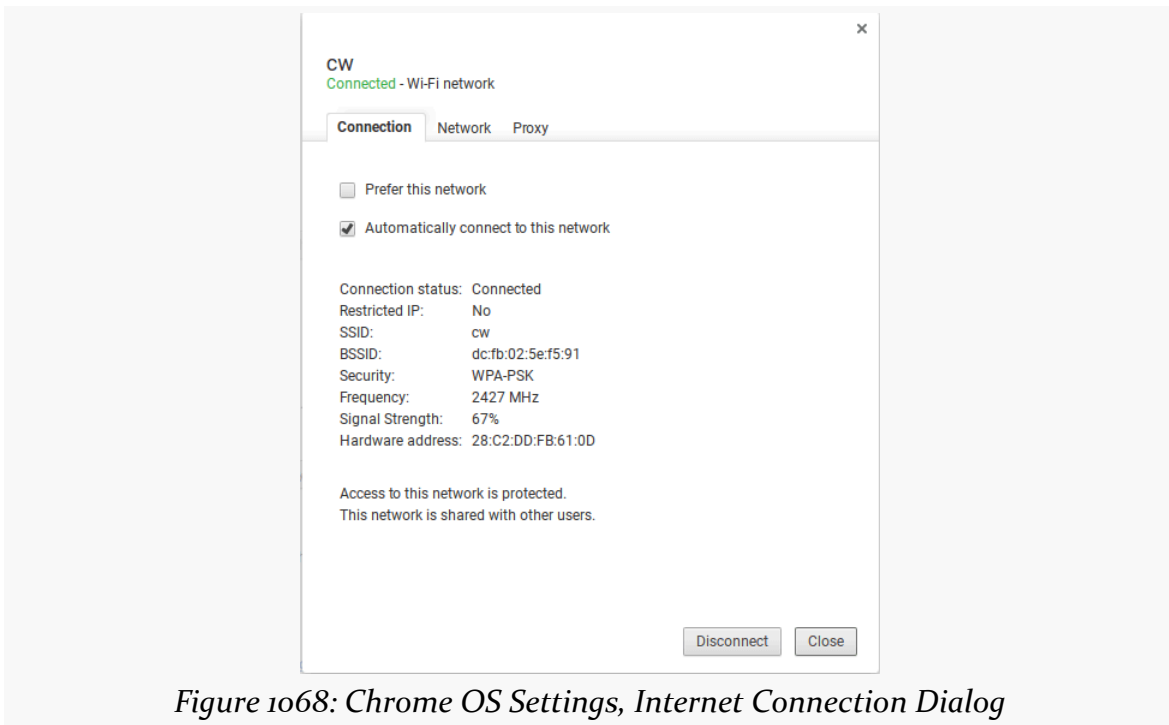 ×
CW
Connected - Wi-Fi network
Connection Network Proxy
Prefer this network
Automatically connect to this network
Connection status: Connected
Restricted IP: No
SSID: cw
BSSID: dc:fb:02:5e:f5:91
Security: WPA-PSK
Frequency: 2427 MHz
Signal Strength: 67%
Hardware address: 28:C2:DD:FB:61:0D
Access to this network is protected.
This network is shared with other users.
Disconnect Close
Figure 1068: Chrome OS Settings, Internet Connection Dialog